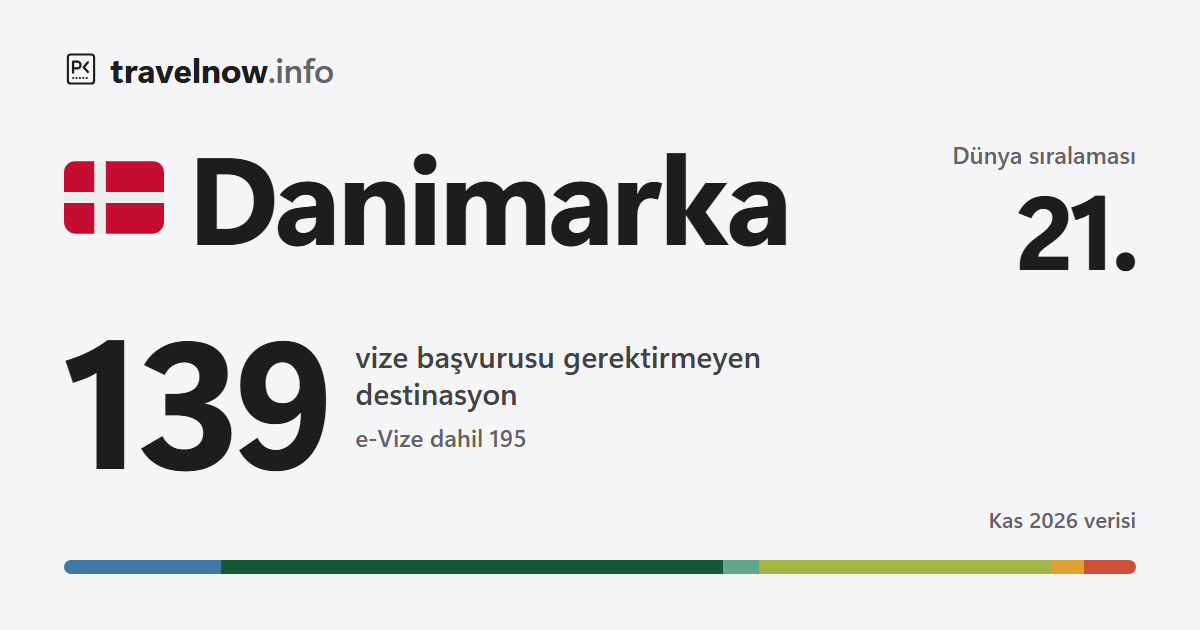 travelnow.info
Danimarka
Dünya sıralaması
21.
139
vize başvurusu gerektirmeyen
destinasyon
e-Vize dahil 195
Kas 2026 verisi